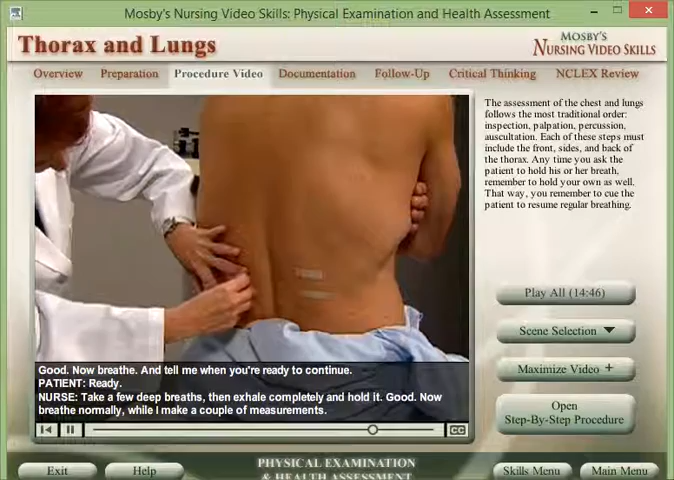 Mosby's Nursing Video Skills: Physical Examination and Health Assessment
Thorax and Lungs
MOSBY'S
NURSING VIDEO SKILLS
Overview Preparation Procedure Video Documentation Follow-Up Critical Thinking NCLEX Review
The assessment of the chest and lungs
follows the most traditional order:
inspection, palpation, percussion,
auscultation. Each of these steps must
include the front, sides, and back of
the thorax. Any time you ask the
patient to hold his or her breath,
remember to hold your own as well.
That way, you remember to cue the
patient to resume regular breathing.
Play All (14:46)
Scene Selection
Maximize Video +
Open
Step-By-Step Procedure
Good. Now breathe. And tell me when you're ready to continue.
PATIENT: Ready.
NURSE: Take a few deep breaths, then exhale completely and hold it. Good. Now
breathe normally, while I make a couple of measurements.
CC
Exit Help PHYSICAL EXAMINATION
& HEALTH ASSESSMENT
Skills Menu Main Menu